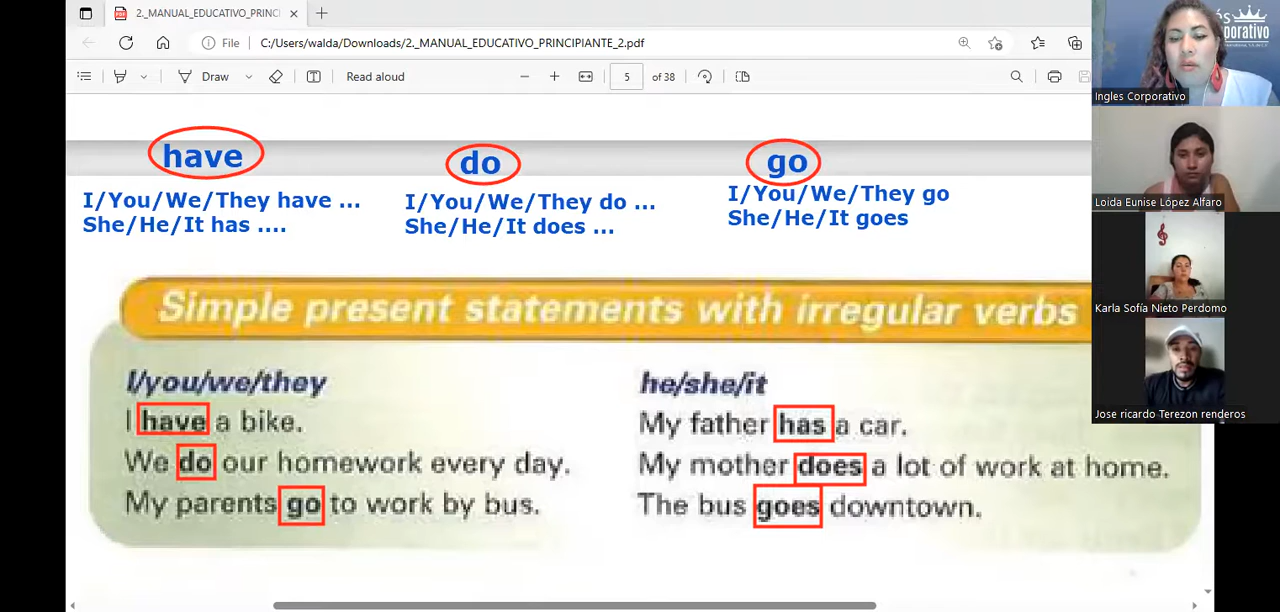 2._MANUAL_EDUCATIVO_PRINCI
File C:/Users/walda/Downloads/2._MANUAL_EDUCATIVO_PRINCIPIANTE_2.pdf
Draw Read aloud 5 of 38
have do go
I/You/We/They have ...
She/He/It has ....
I/You/We/They do ...
She/He/It does ...
I/You/We/They go
She/He/It goes
Simple present statements with irregular verbs
I/you/we/they
I have a bike.
We do our homework every day.
My parents go to work by bus.
he/she/it
My father has a car.
My mother does a lot of work at home.
The bus goes downtown.
Ingles Corporativo
Loida Eunise López Alfaro
Karla Sofía Nieto Perdomo
Jose ricardo Terezon renderos